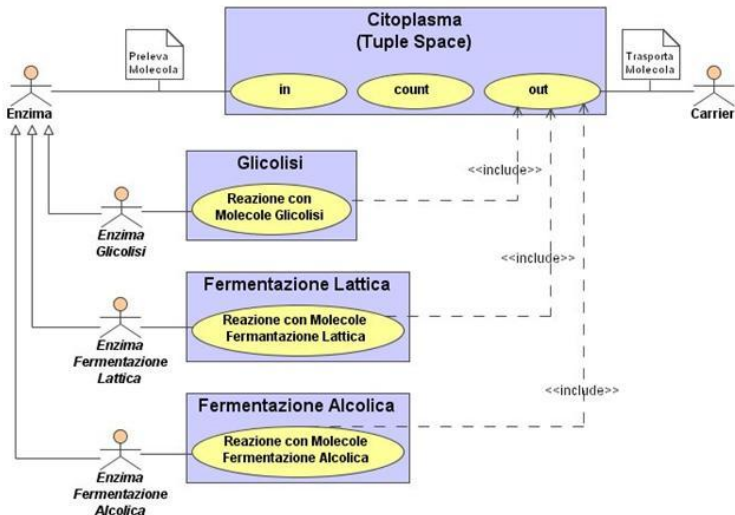 Citoplasma
(Tuple Space)
Preleva
Molecola
Trasporta
Molecola
in
count
out
Enzima
Carrier
Glicolisi
<<include>>
Reazione con
Molecole Glicolisi
Enzima
Glicolisi
<<include>>
Fermentazione Lattica
Reazione con Molecole
Fermantazione Lattica
Enzima
Fermentazione
Lattica
<<include>>
Fermentazione Alcolica
Reazione con Molecole
Fermentazione Alcolica
Enzima
Fermentazione
Alcolica